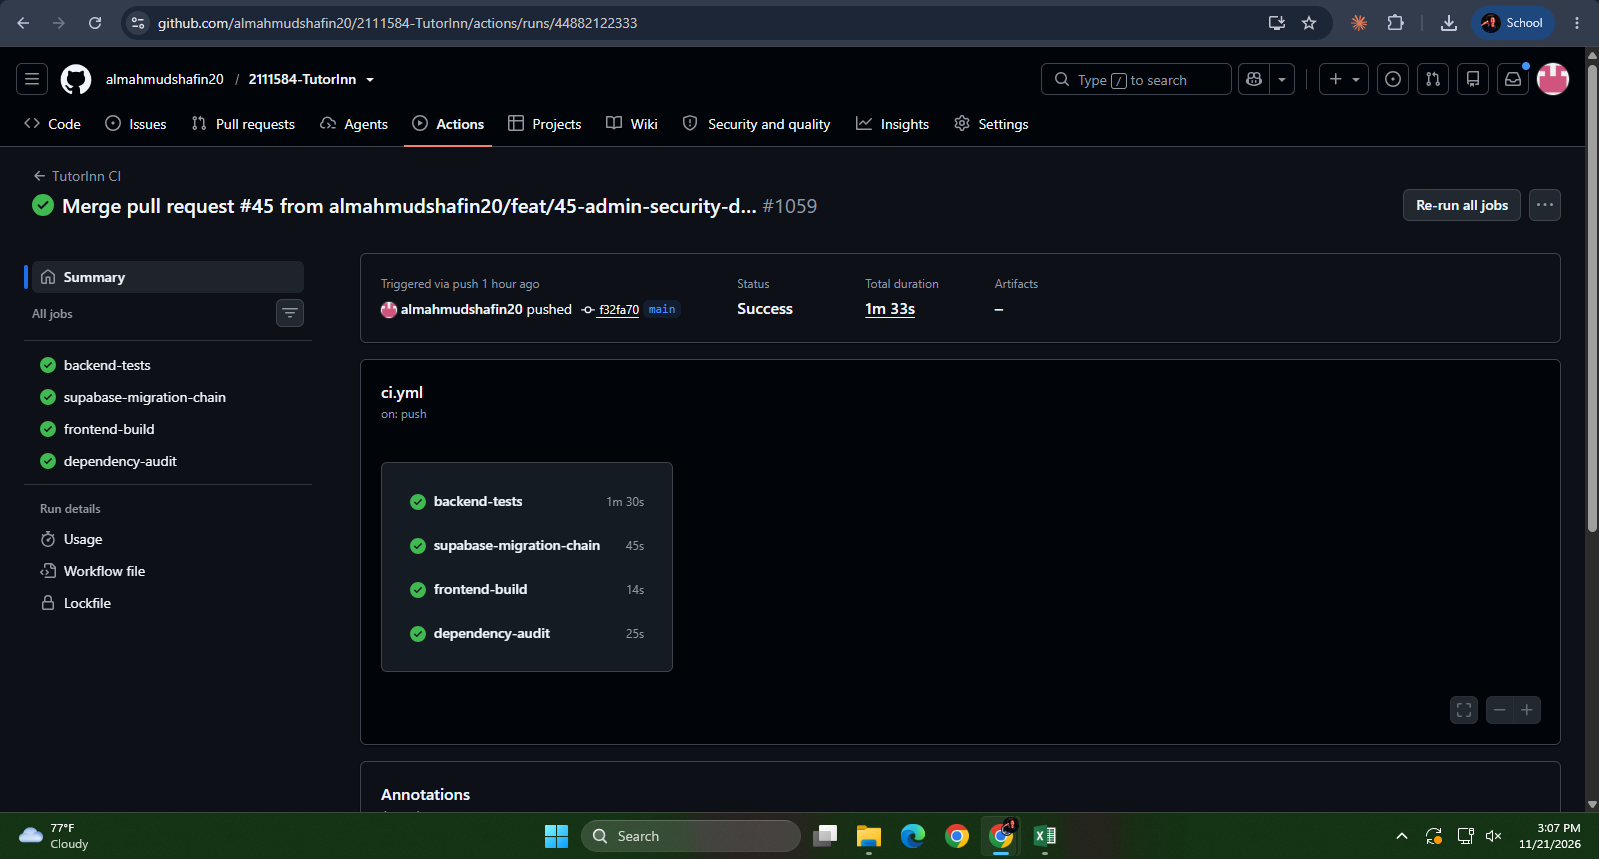 github.com/almahmudshafin20/2111584-TutorInn/actions/runs/44882122333
School
almahmudshafin20 / 2111584-TutorInn
Type / to search
Code
Issues
Pull requests
Agents
Actions
Projects
Wiki
Security and quality
Insights
Settings
TutorInn CI
Merge pull request #45 from almahmudshafin20/feat/45-admin-security-d... #1059
Re-run all jobs
Summary
All jobs
backend-tests
supabase-migration-chain
frontend-build
dependency-audit
Run details
Usage
Workflow file
Lockfile
Triggered via push 1 hour ago
almahmudshafin20 pushed f32fa70 main
Status
Success
Total duration
1m 33s
Artifacts
–
ci.yml
on: push
backend-tests 1m 30s
supabase-migration-chain 45s
frontend-build 14s
dependency-audit 25s
Annotations
77°F
Cloudy
Search
3:07 PM
11/21/2026